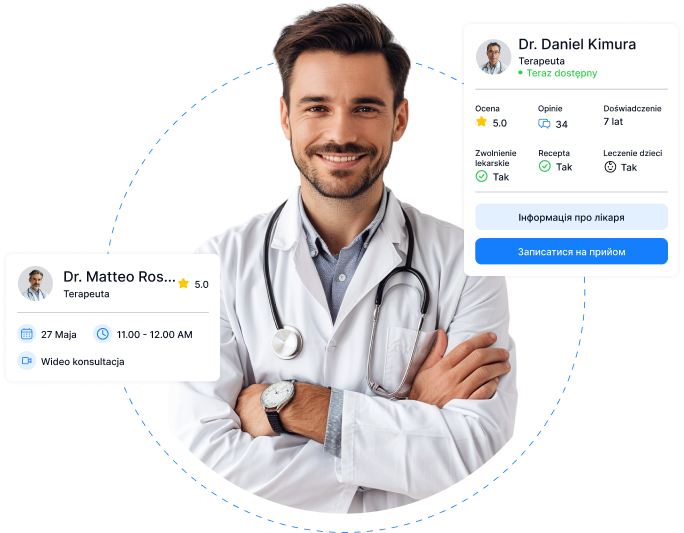 Dr. Daniel Kimura
Terapeuta
Teraz dostępny
Ocena
Opinie
Doświadczenie
5.0
34
7 lat
Zwolnienie
lekarskie
Recepta
Leczenie dzieci
Tak
Tak
Tak
Інформація про лікаря
Записатися на прийом
Dr. Matteo Ros...
5.0
Terapeuta
27 Maja
11.00 - 12.00 AM
Wideo konsultacja